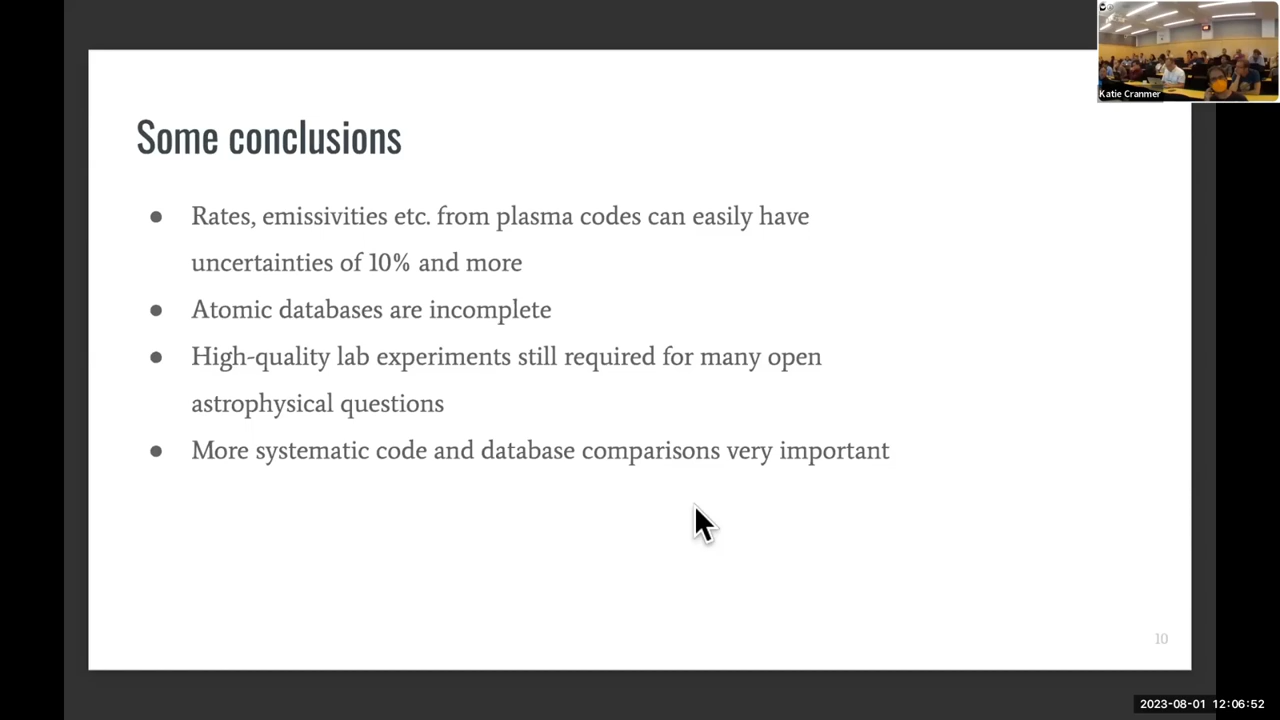 Katie Cranmer
Some conclusions
● Rates, emissivities etc. from plasma codes can easily have
uncertainties of 10% and more
● Atomic databases are incomplete
● High-quality lab experiments still required for many open
astrophysical questions
● More systematic code and database comparisons very important
10
2023-08-01 12:06:52